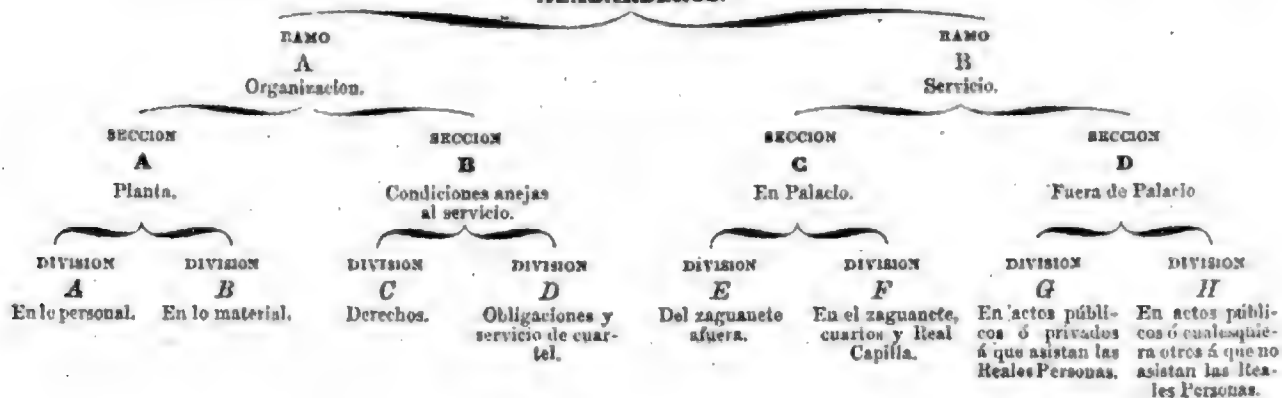 RAMO
A
Organizacion.
RAMO
B
Servicio.
SECCION
A
Planta.
SECCION
B
Condiciones anejas
al servicio.
SECCION
C
En Palacio.
SECCION
D
Fuera de Palacio
DIVISION
A
En lo personal.
DIVISION
B
En lo material.
DIVISION
C
Derechos.
DIVISION
D
Obligaciones y
servicio de cuar-
tel.
DIVISION
E
Del zaguanete
afuera.
DIVISION
F
En el zaguanete,
cuartos y Real
Capilla.
DIVISION
G
En actos públi-
cos ó privados
á que asistan las
Reales Personas.
DIVISION
H
En actos públi-
cos ó cualesquie-
ra otros á que no
asistan las Rea-
les Personas.